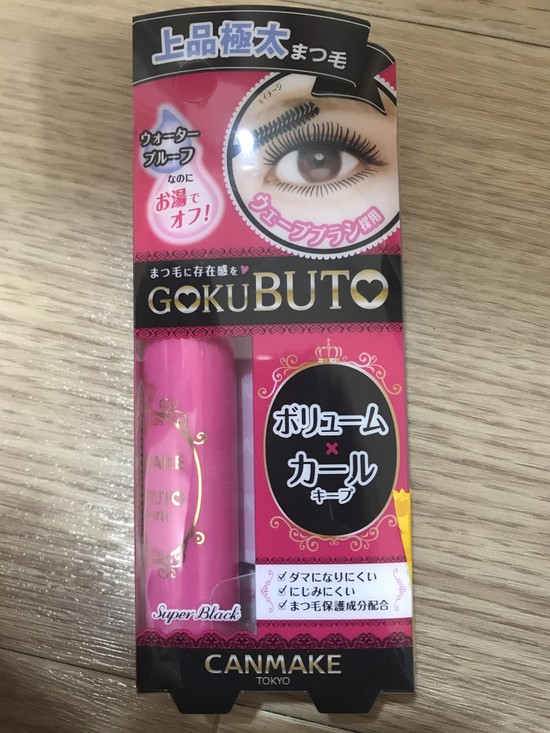 上品極太まつ毛
※イメージ
ウォーター
プルーフ
なのに
お湯で
オフ!
ウェーブブラシ採用
まつ毛に存在感を♥
GOKUBUTO
ボリューム
×
カール
キープ
✓ダマになりにくい
✓にじみにくい
✓まつ毛保護成分配合
Super Black
CANMAKE
TOKYO